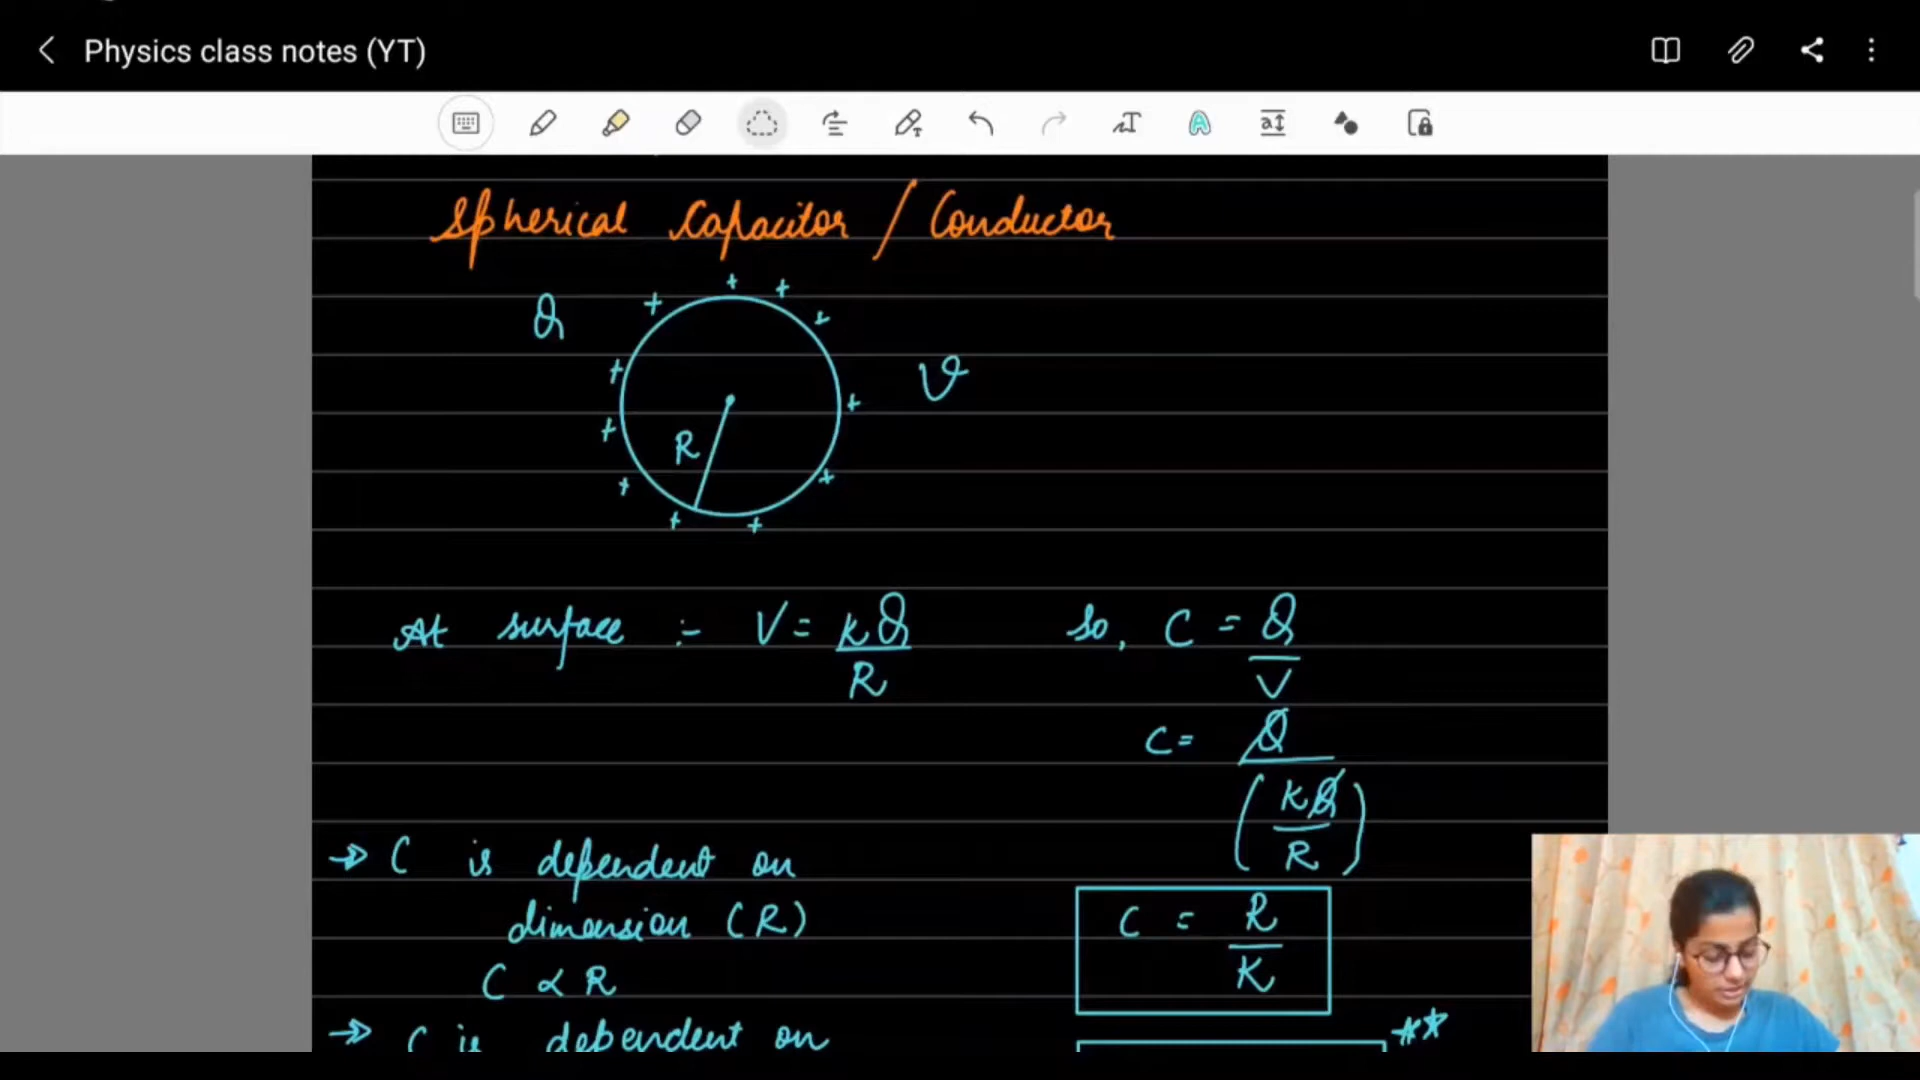 Physics class notes (YT)
Spherical Capacitor / Conductor
Q
V
R
At surface :- V = KQ/R
So, C = Q/V
C = Q/(KQ/R)
→ C is dependent on
dimension (R)
C = R/K
C ∝ R
→ C is dependent on
**